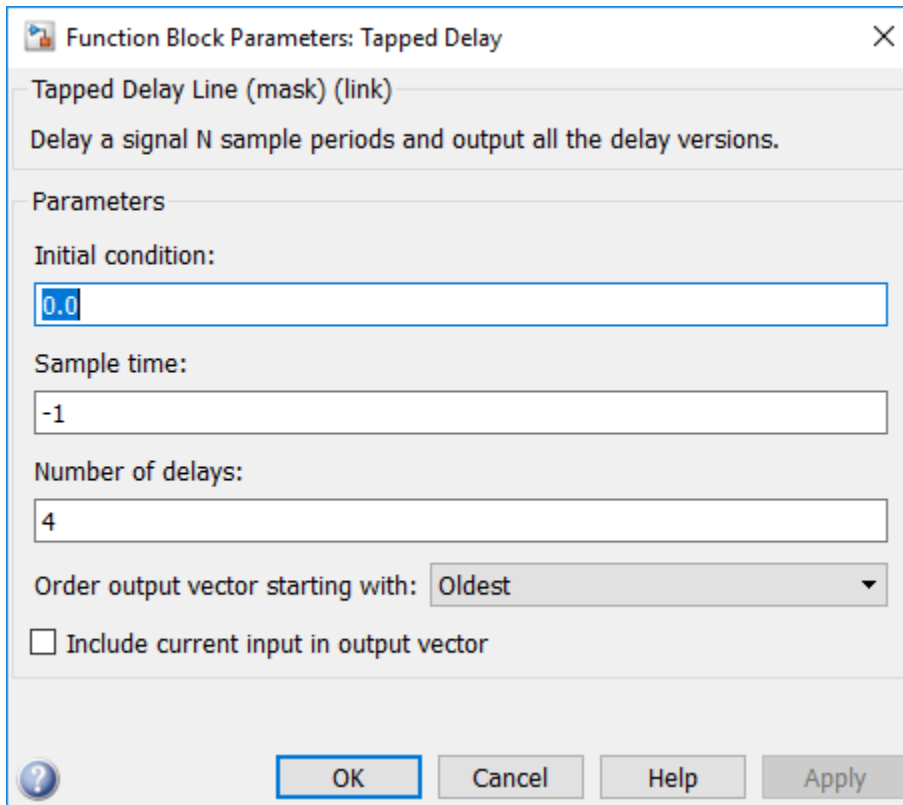 Function Block Parameters: Tapped Delay
Tapped Delay Line (mask) (link)
Delay a signal N sample periods and output all the delay versions.
Parameters
Initial condition:
0.0
Sample time:
-1
Number of delays:
4
Order output vector starting with: Oldest
Include current input in output vector
? OK Cancel Help Apply